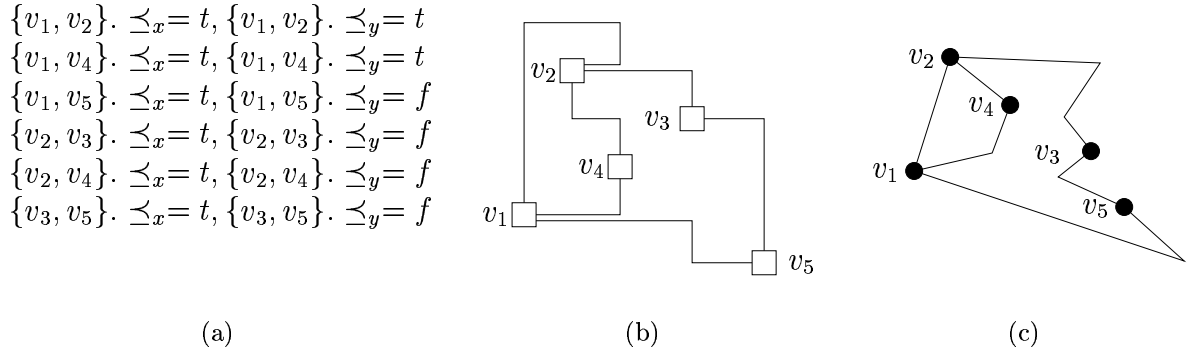 {v₁, v₂}. ⪯ₓ= t, {v₁, v₂}. ⪯ᵧ= t
{v₁, v₄}. ⪯ₓ= t, {v₁, v₄}. ⪯ᵧ= t
{v₁, v₅}. ⪯ₓ= t, {v₁, v₅}. ⪯ᵧ= f
{v₂, v₃}. ⪯ₓ= t, {v₂, v₃}. ⪯ᵧ= f
{v₂, v₄}. ⪯ₓ= t, {v₂, v₄}. ⪯ᵧ= f
{v₃, v₅}. ⪯ₓ= t, {v₃, v₅}. ⪯ᵧ= f
(a)
v₂
v₃
v₄
v₁
v₅
(b)
v₂
v₄
v₃
v₁
v₅
(c)